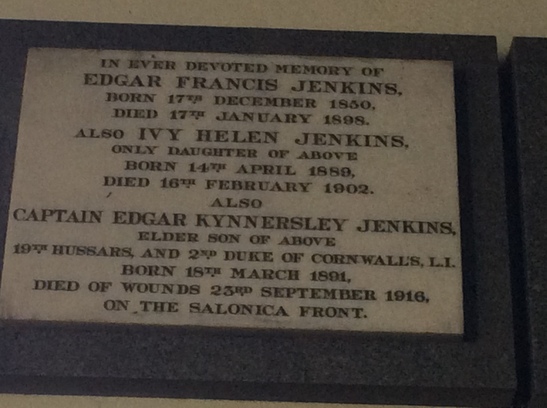 IN EVER DEVOTED MEMORY OF
EDGAR FRANCIS JENKINS,
BORN 17TH DECEMBER 1850,
DIED 17TH JANUARY 1898.
ALSO IVY HELEN JENKINS,
ONLY DAUGHTER OF ABOVE
BORN 14TH APRIL 1889,
DIED 16TH FEBRUARY 1902.
ALSO
CAPTAIN EDGAR KYNNERSLEY JENKINS,
ELDER SON OF ABOVE
19TH HUSSARS, AND 2ND DUKE OF CORNWALL'S, L.I.
BORN 18TH MARCH 1891,
DIED OF WOUNDS 23RD SEPTEMBER 1916,
ON THE SALONICA FRONT.